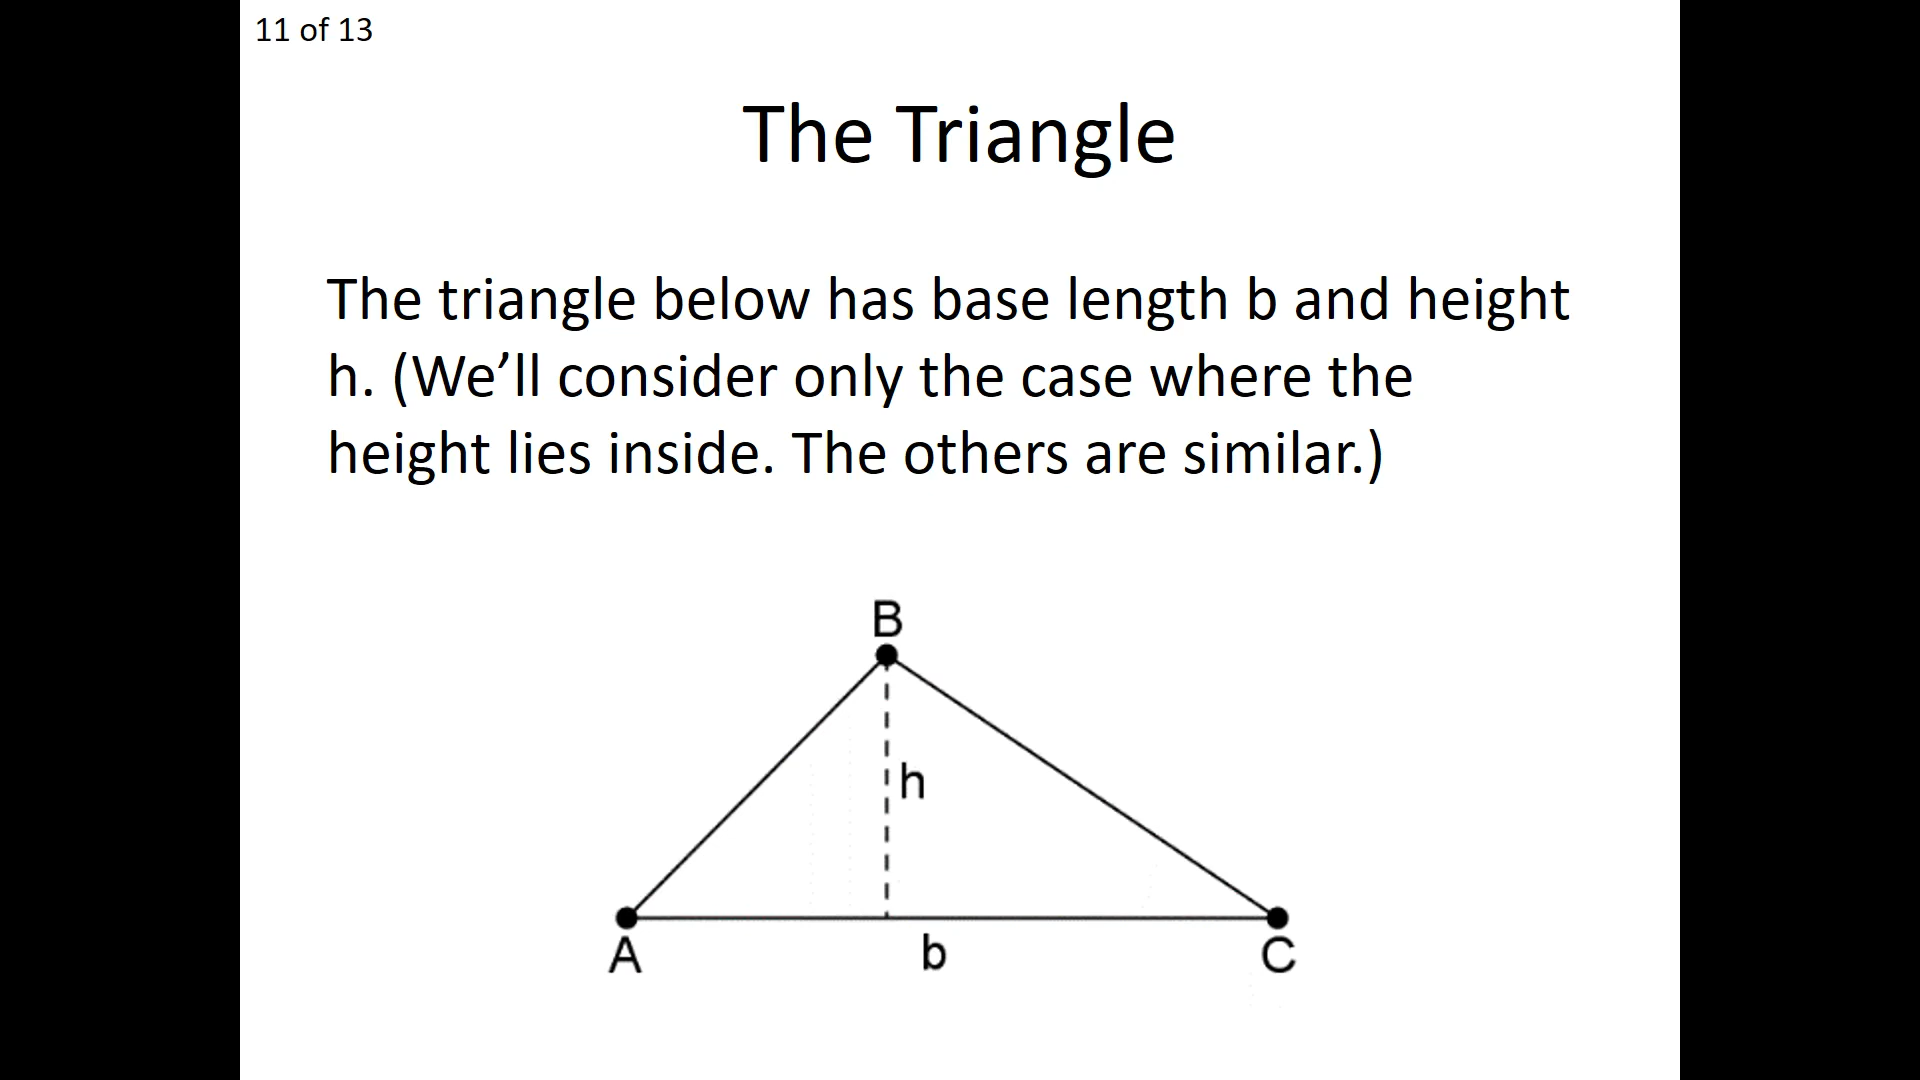 11 of 13
The Triangle
The triangle below has base length b and height
h. (We’ll consider only the case where the
height lies inside. The others are similar.)
B
h
A
b
C